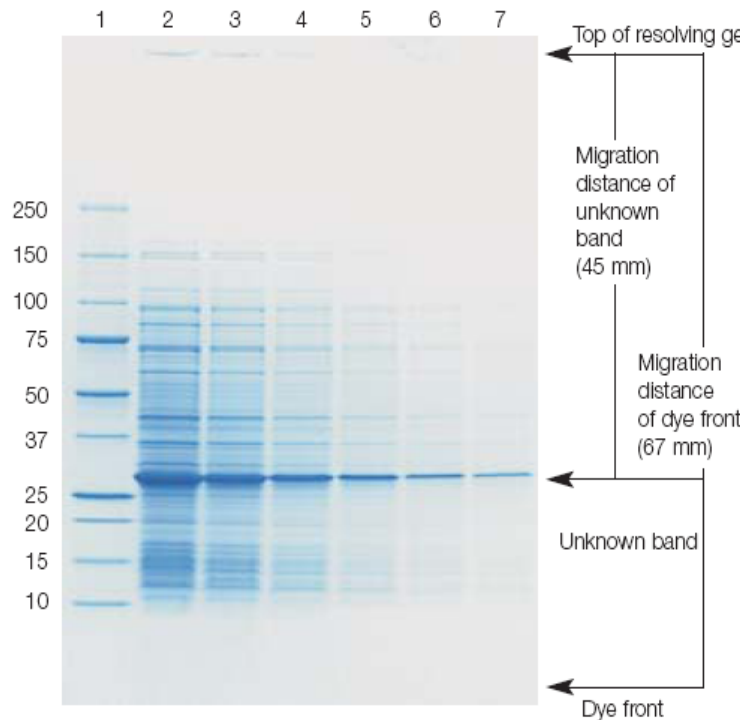 1 2 3 4 5 6 7
Top of resolving ge
Migration
distance of
unknown
band
(45 mm)
250
150
100
75
50
37
25
20
15
10
Migration
distance
of dye front
(67 mm)
Unknown band
Dye front